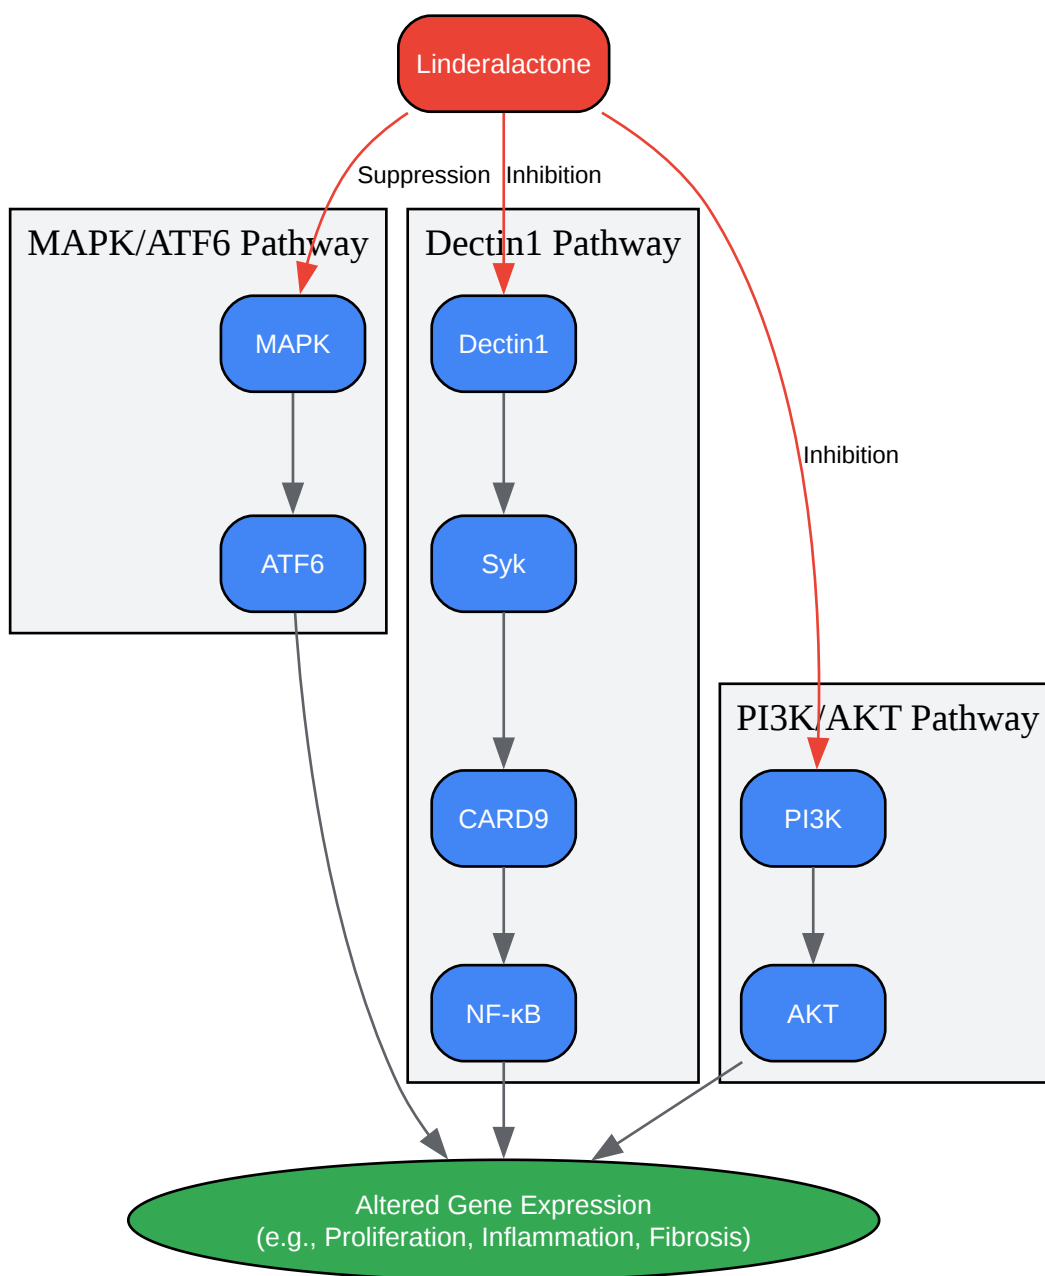 Linderalactone
Suppression
Inhibition
MAPK/ATF6 Pathway
Dectin1 Pathway
MAPK
Dectin1
Inhibition
ATF6
Syk
PI3K/AKT Pathway
CARD9
PI3K
NF-κB
AKT
Altered Gene Expression
(e.g., Proliferation, Inflammation, Fibrosis)